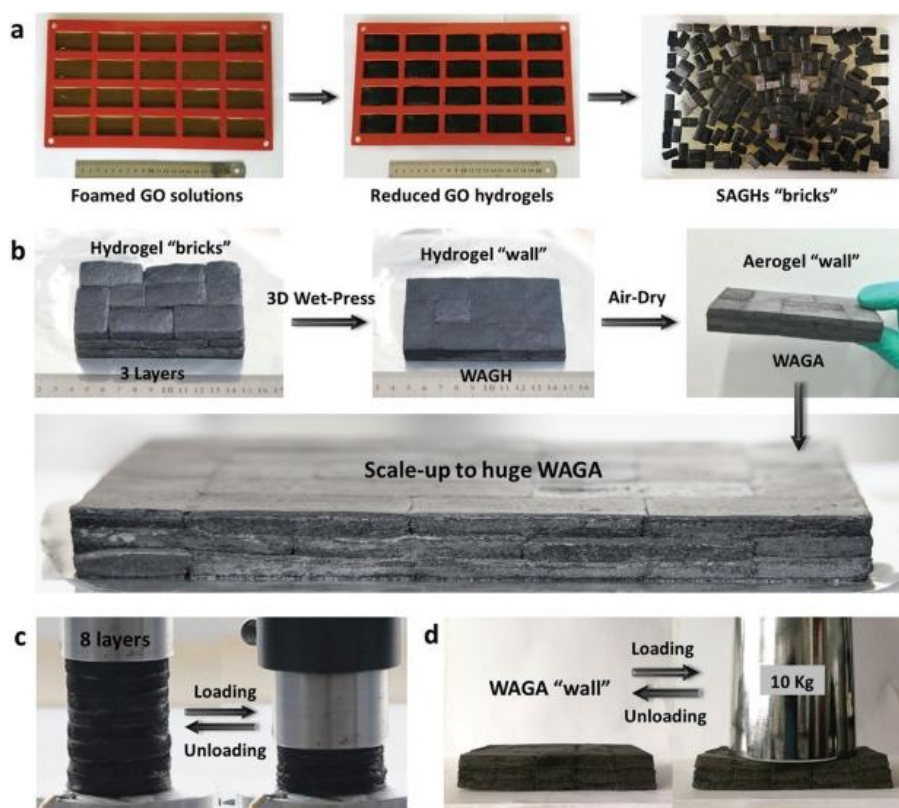 a
Foamed GO solutions
Reduced GO hydrogels
SAGHs “bricks”
b
Hydrogel “bricks”
3D Wet-Press
Hydrogel “wall”
Air-Dry
Aerogel “wall”
3 Layers
WAGH
WAGA
Scale-up to huge WAGA
c
8 layers
Loading
Unloading
d
WAGA “wall”
Loading
Unloading
10 Kg